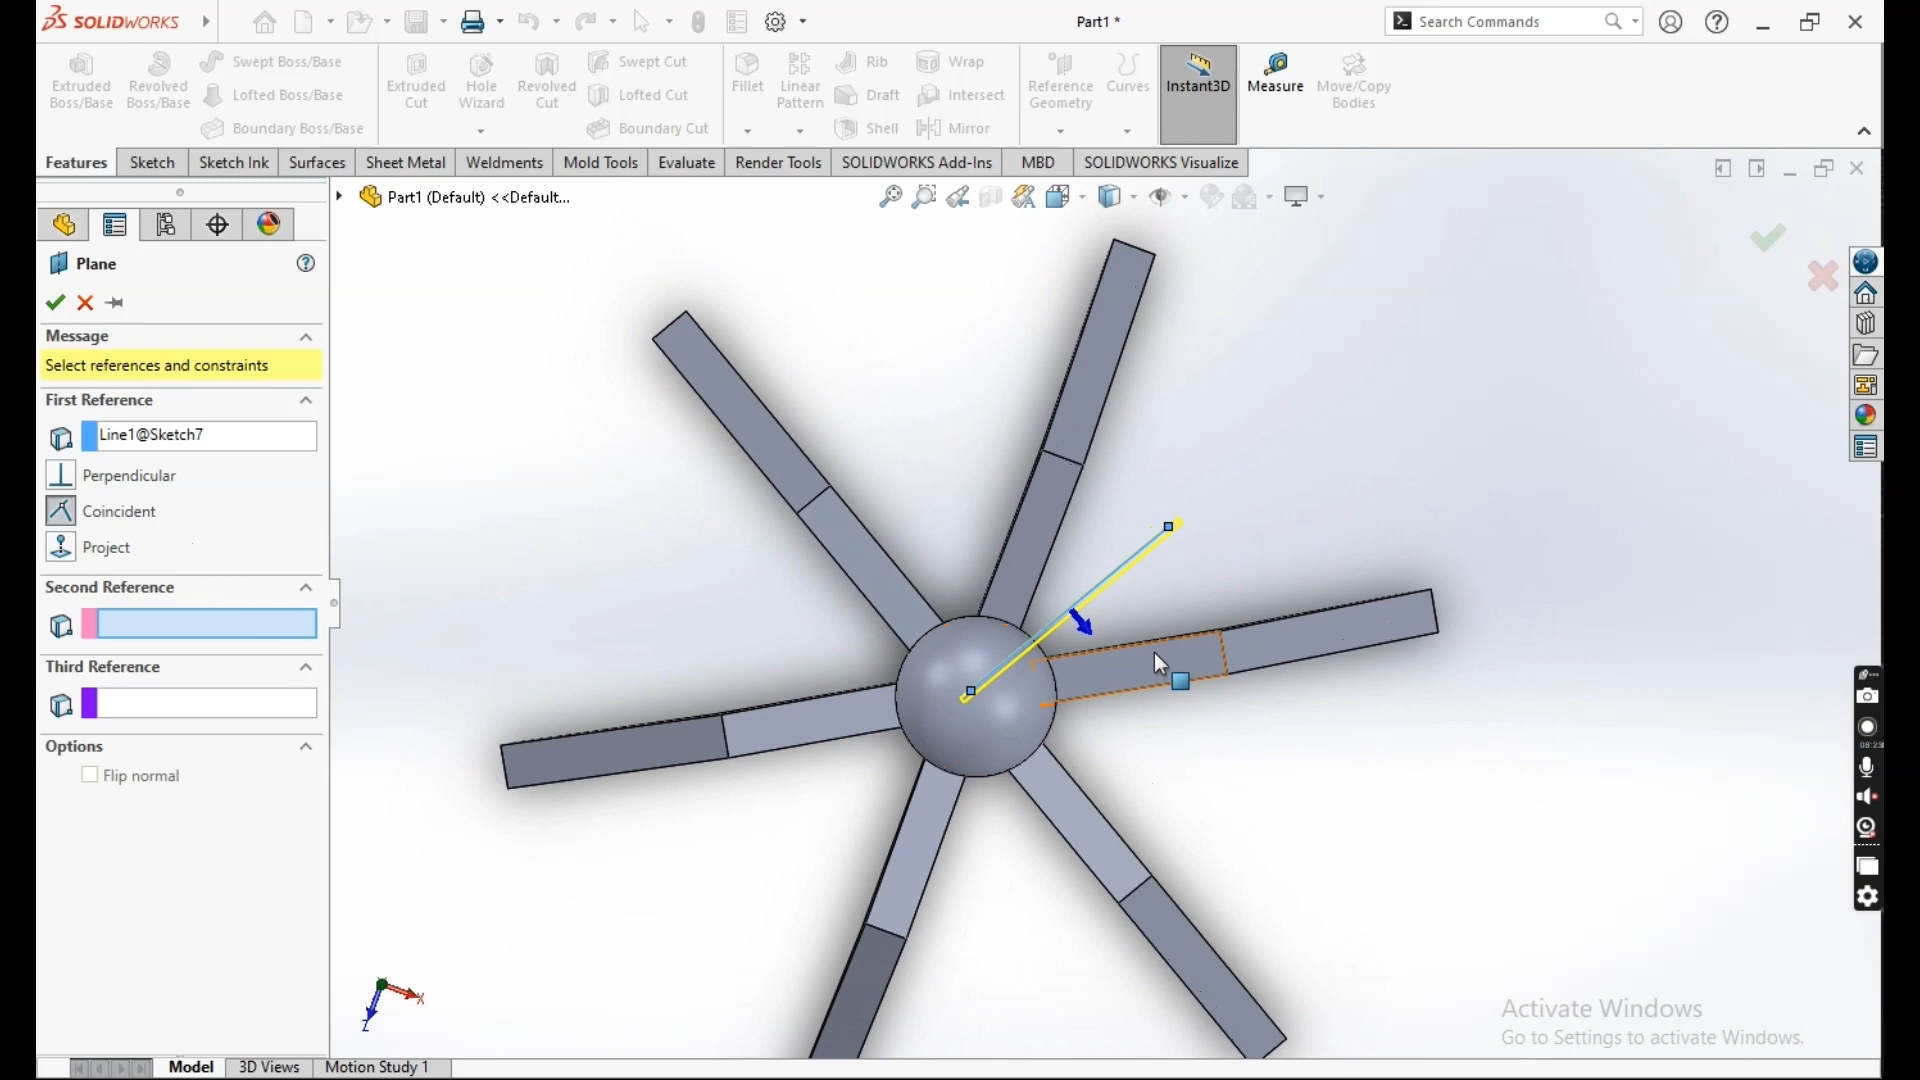 SOLIDWORKS
Part1 *
Search Commands
Extruded Boss/Base
Revolved Boss/Base
Swept Boss/Base
Lofted Boss/Base
Boundary Boss/Base
Extruded Cut
Hole Wizard
Revolved Cut
Swept Cut
Lofted Cut
Boundary Cut
Fillet
Linear Pattern
Rib
Draft
Shell
Wrap
Intersect
Mirror
Reference Geometry
Curves
Instant3D
Measure
Move/Copy Bodies
Features
Sketch
Sketch Ink
Surfaces
Sheet Metal
Weldments
Mold Tools
Evaluate
Render Tools
SOLIDWORKS Add-Ins
MBD
SOLIDWORKS Visualize
Part1 (Default) <<Default...
Plane
Message
Select references and constraints
First Reference
Line1@Sketch7
Perpendicular
Coincident
Project
Second Reference
Third Reference
Options
Flip normal
X
Z
08:23
Activate Windows
Go to Settings to activate Windows.
Model
3D Views
Motion Study 1